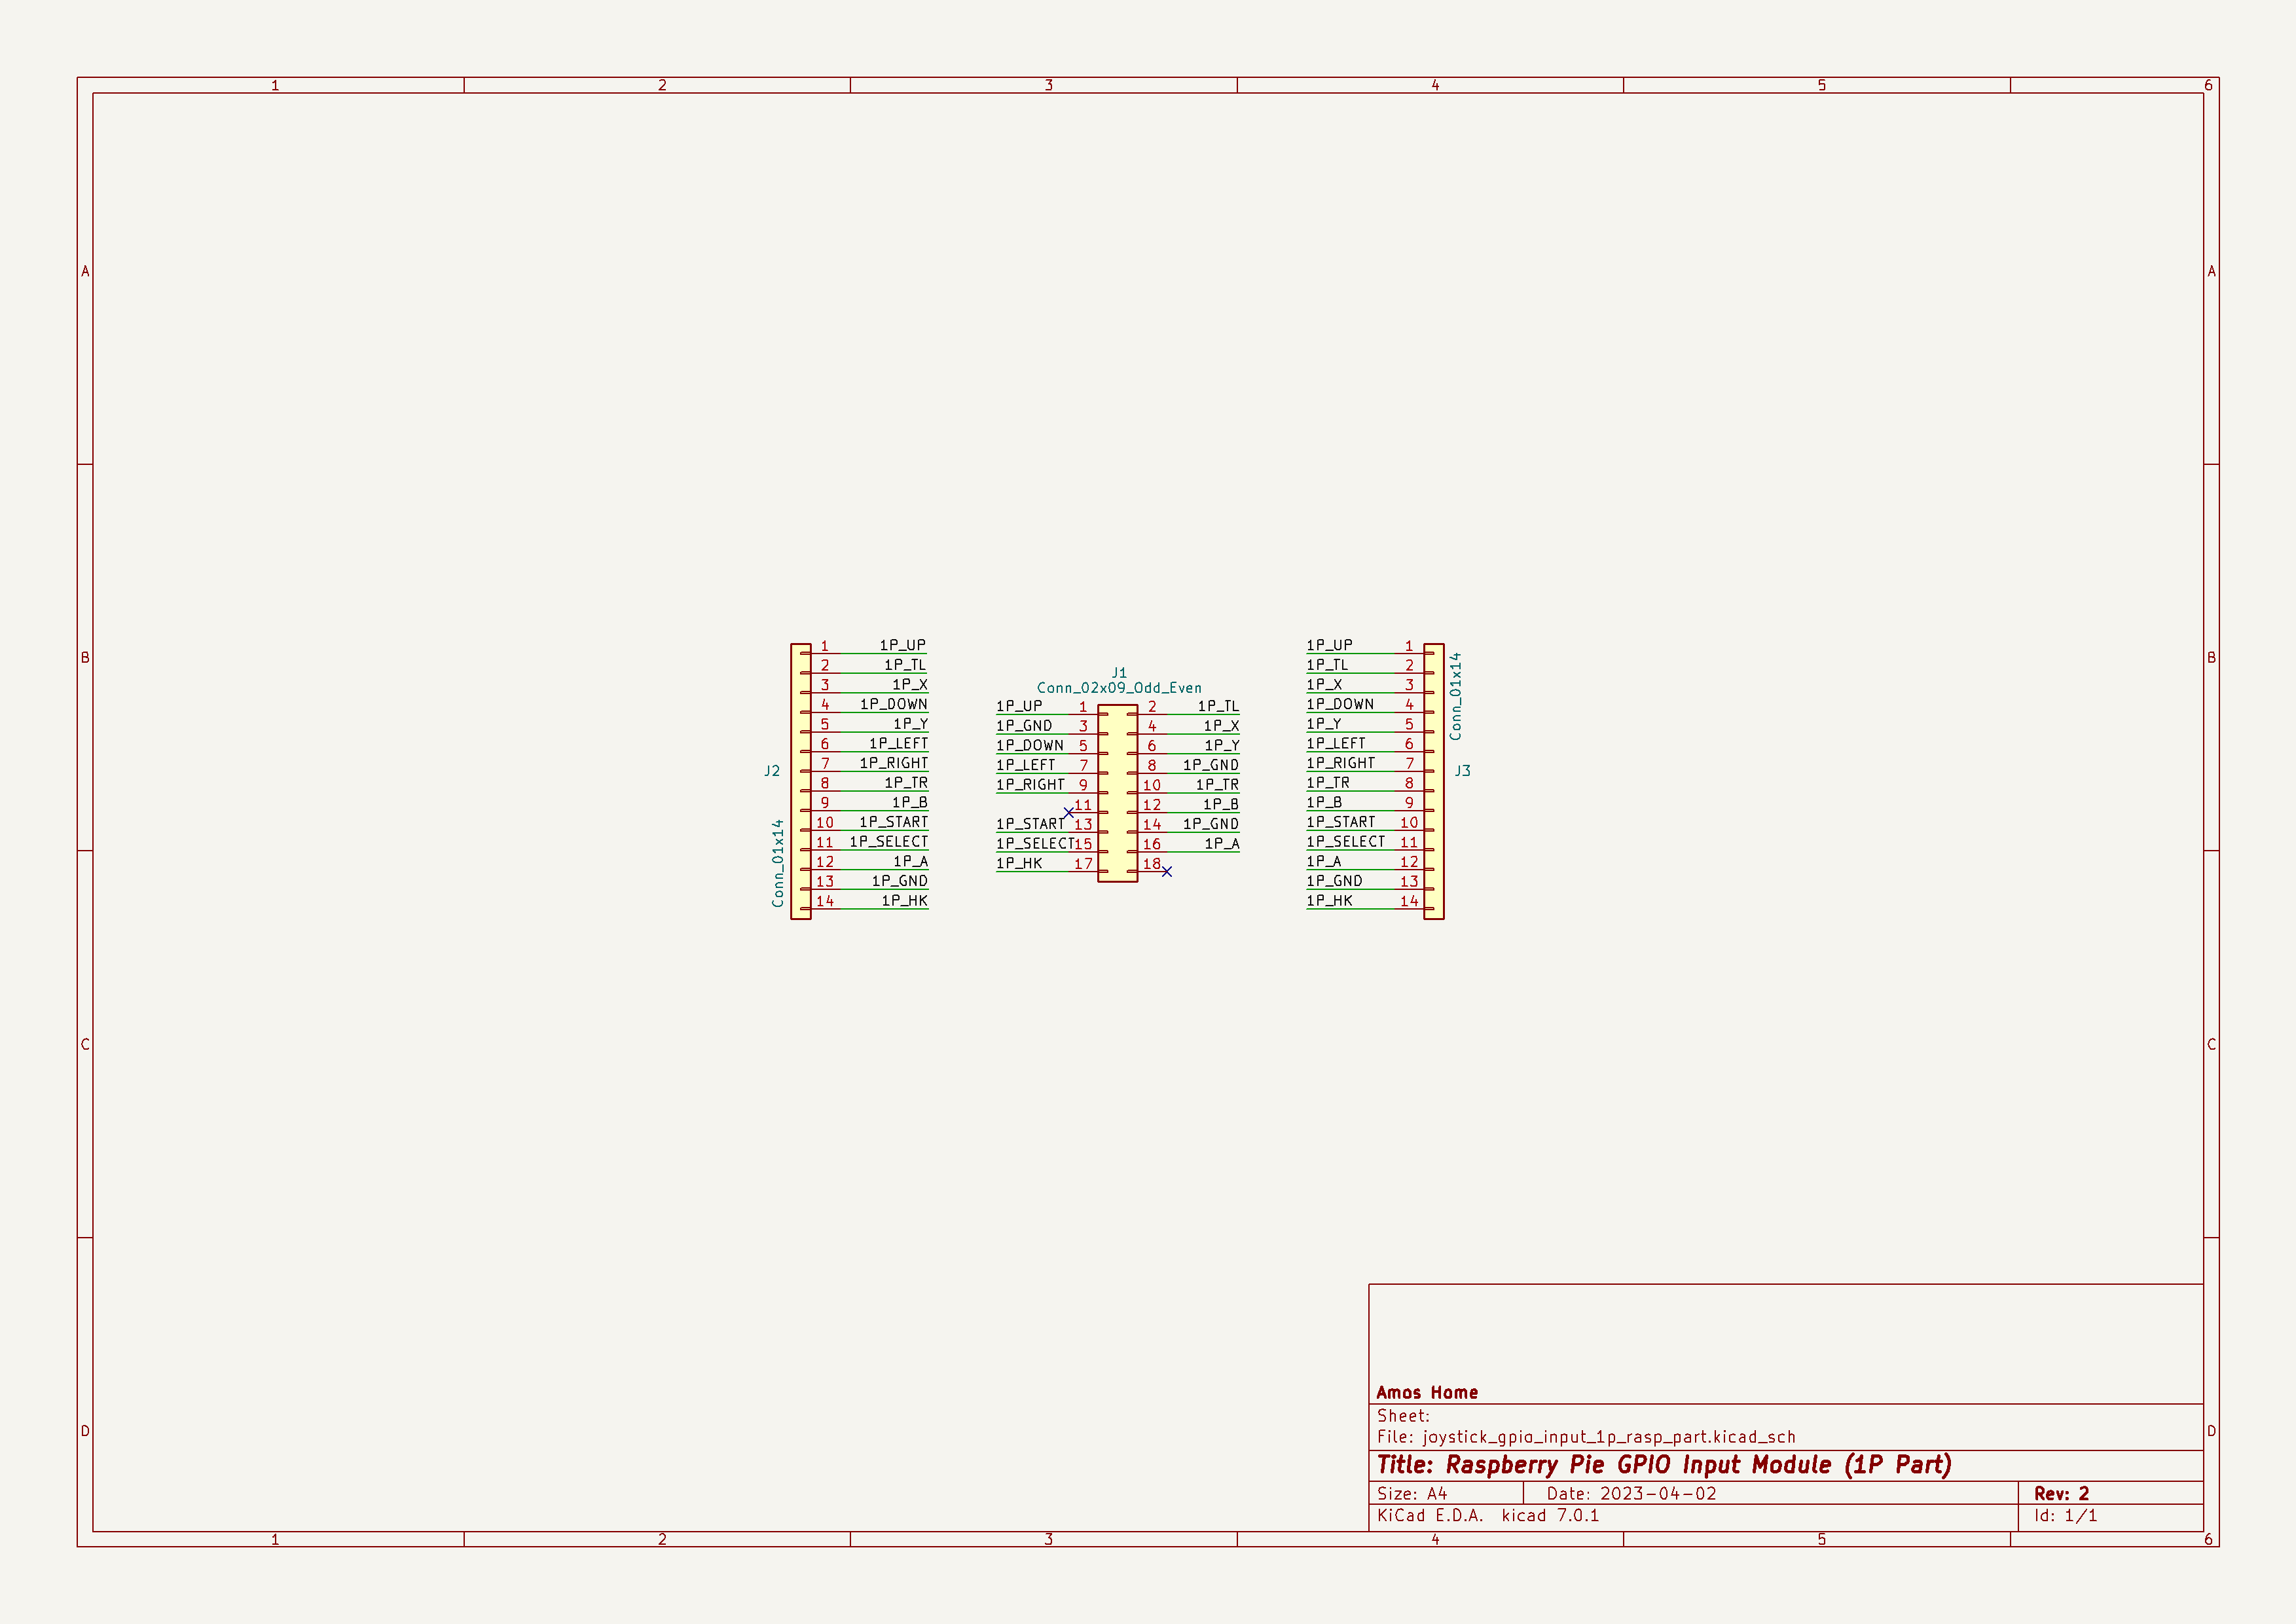 1 2 3 4 5 6
A A
B B
C C
D D
J2
Conn_01x14
1 1P_UP
2 1P_TL
3 1P_X
4 1P_DOWN
5 1P_Y
6 1P_LEFT
7 1P_RIGHT
8 1P_TR
9 1P_B
10 1P_START
11 1P_SELECT
12 1P_A
13 1P_GND
14 1P_HK
J1
Conn_02x09_Odd_Even
1P_UP 1 2 1P_TL
1P_GND 3 4 1P_X
1P_DOWN 5 6 1P_Y
1P_LEFT 7 8 1P_GND
1P_RIGHT 9 10 1P_TR
11 12 1P_B
1P_START 13 14 1P_GND
1P_SELECT 15 16 1P_A
1P_HK 17 18
1P_UP 1
1P_TL 2
1P_X 3
1P_DOWN 4
1P_Y 5
1P_LEFT 6
1P_RIGHT 7
1P_TR 8
1P_B 9
1P_START 10
1P_SELECT 11
1P_A 12
1P_GND 13
1P_HK 14
Conn_01x14
J3
Amos Home
Sheet:
File: joystick_gpio_input_1p_rasp_part.kicad_sch
Title: Raspberry Pie GPIO Input Module (1P Part)
Size: A4 Date: 2023-04-02 Rev: 2
KiCad E.D.A. kicad 7.0.1 Id: 1/1
1 2 3 4 5 6